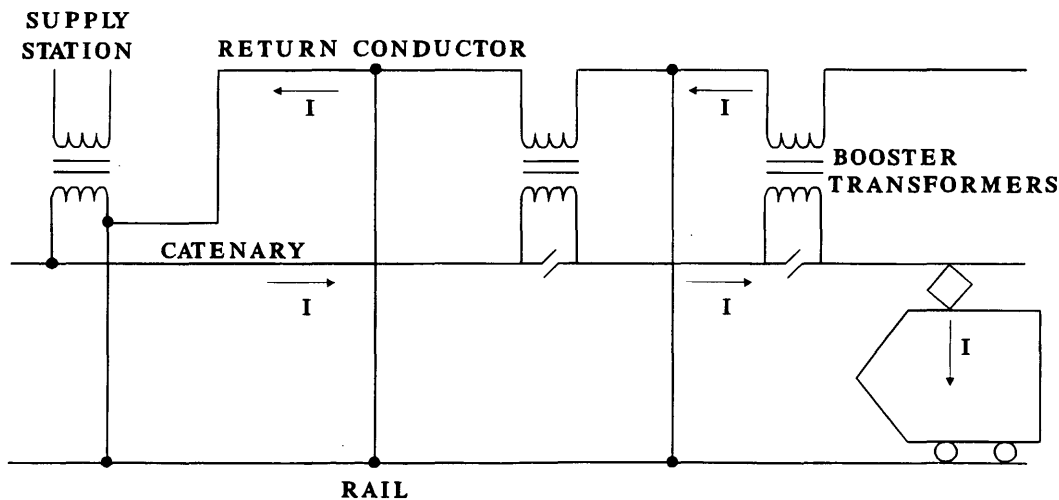 SUPPLY
STATION
RETURN CONDUCTOR
I
I
BOOSTER
TRANSFORMERS
CATENARY
I
I
I
RAIL